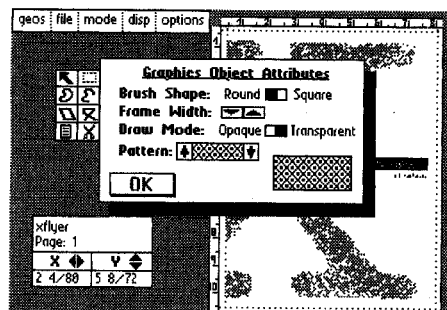 geos file mode disp options
Graphics Object Attributes
Brush Shape: Round Square
Frame Width:
Draw Mode: Opaque Transparent
Pattern:
OK
xflyer
Page: 1
X Y
2 4/80 5 8/72